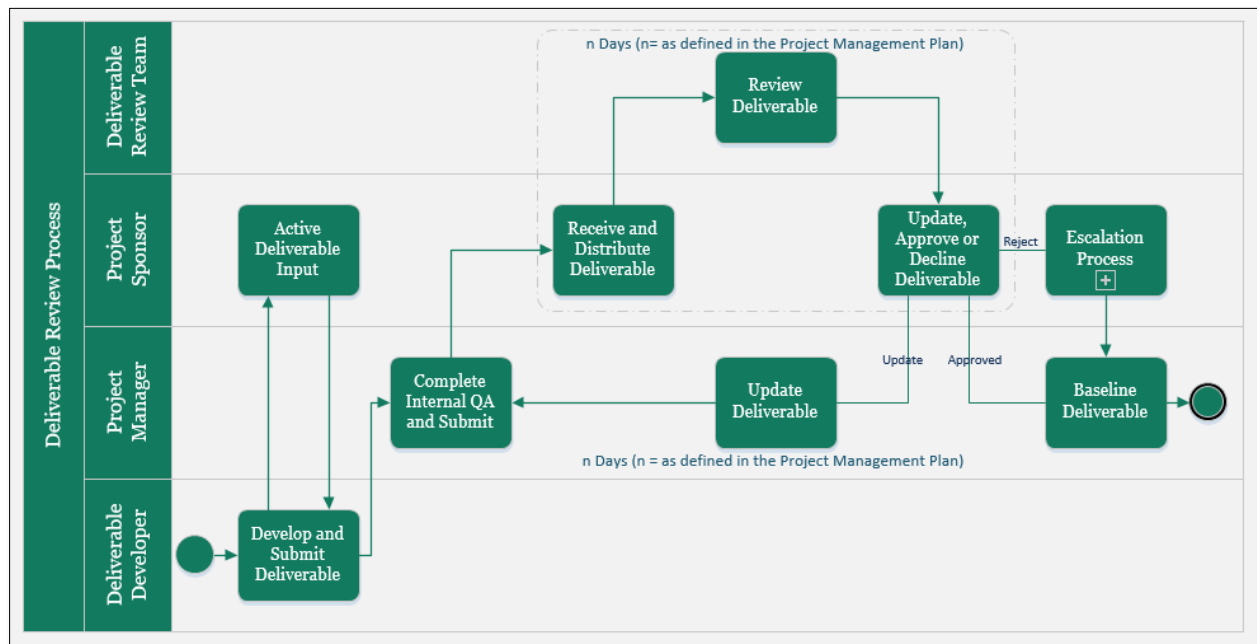 Deliverable Review Process
Deliverable
Review Team
n Days (n= as defined in the Project Management Plan)
Review
Deliverable
Project
Sponsor
Active
Deliverable
Input
Receive and
Distribute
Deliverable
Update,
Approve or
Decline
Deliverable
Reject
Escalation
Process
+
Project
Manager
Complete
Internal QA
and Submit
Update
Deliverable
Update
Approved
Baseline
Deliverable
n Days (n = as defined in the Project Management Plan)
Deliverable
Developer
Develop and
Submit
Deliverable